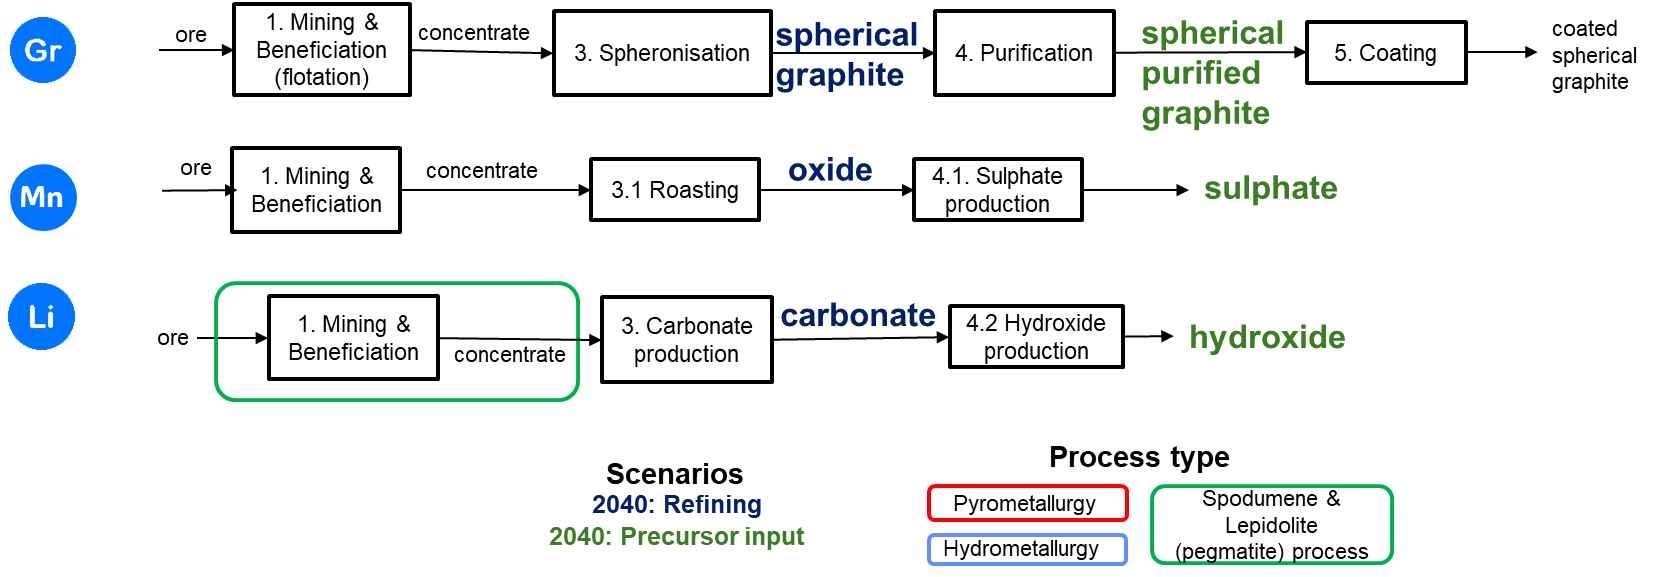 Gr
ore
1. Mining &
Beneficiation
(flotation)
concentrate
3. Spheronisation
spherical
graphite
4. Purification
spherical
purified
graphite
5. Coating
coated
spherical
graphite
Mn
ore
1. Mining &
Beneficiation
concentrate
3.1 Roasting
oxide
4.1. Sulphate
production
sulphate
Li
ore
1. Mining &
Beneficiation
concentrate
3. Carbonate
production
carbonate
4.2 Hydroxide
production
hydroxide
Scenarios
2040: Refining
2040: Precursor input
Process type
Pyrometallurgy
Hydrometallurgy
Spodumene &
Lepidolite
(pegmatite) process